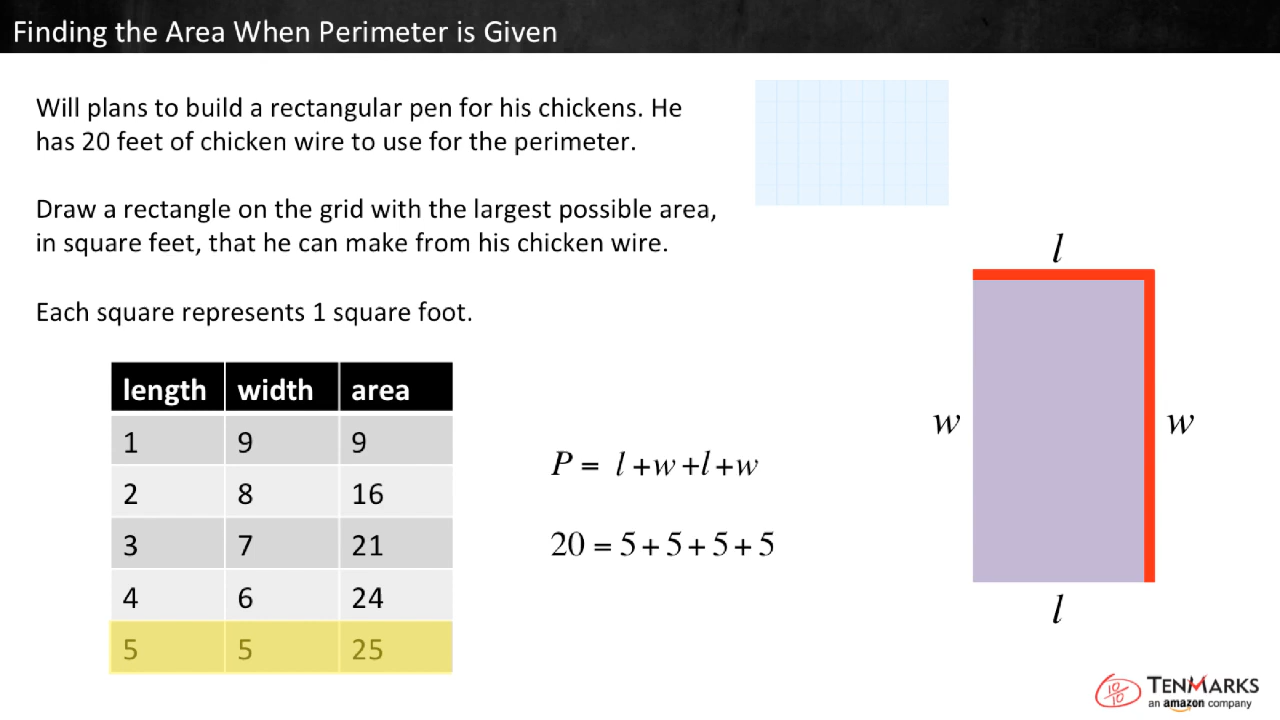 Finding the Area When Perimeter is Given
Will plans to build a rectangular pen for his chickens. He
has 20 feet of chicken wire to use for the perimeter.
Draw a rectangle on the grid with the largest possible area,
in square feet, that he can make from his chicken wire.
Each square represents 1 square foot.
length width area
1 9 9
2 8 16
3 7 21
4 6 24
5 5 25
P = l + w + l + w
20 = 5 + 5 + 5 + 5
l
w w
l
10/10 TENMARKS
an amazon company